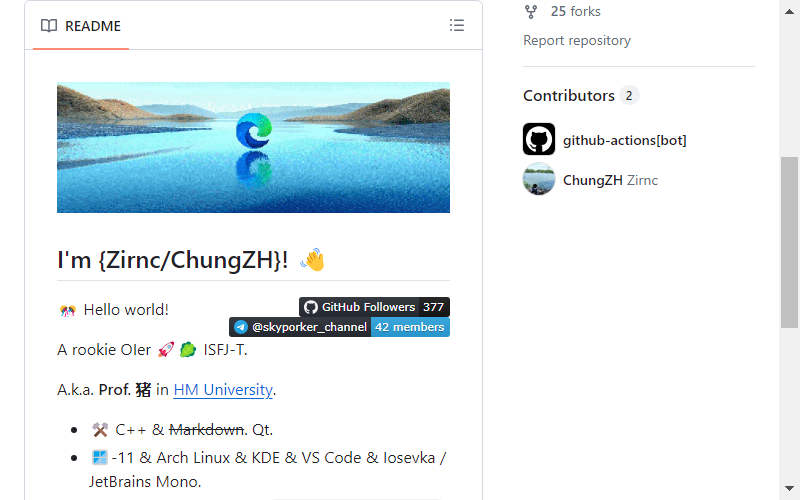 README
I'm {Zirnc/ChungZH}! 👋
🎊 Hello world!
GitHub Followers 377
@skyporker_channel 42 members
A rookie OIer 🚀 🥬 ISFJ-T.
A.k.a. Prof. 猪 in HM University.
⚒️ C++ & Markdown. Qt.
-11 & Arch Linux & KDE & VS Code & Iosevka /
JetBrains Mono.
25 forks
Report repository
Contributors 2
github-actions[bot]
ChungZH Zirnc